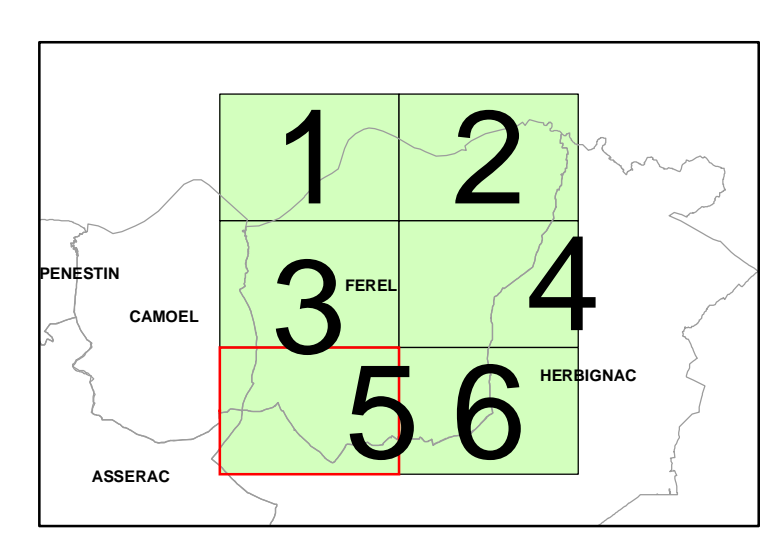 1 2
PENESTIN
FEREL
3 4
CAMOEL
HERBIGNAC
5 6
ASSERAC